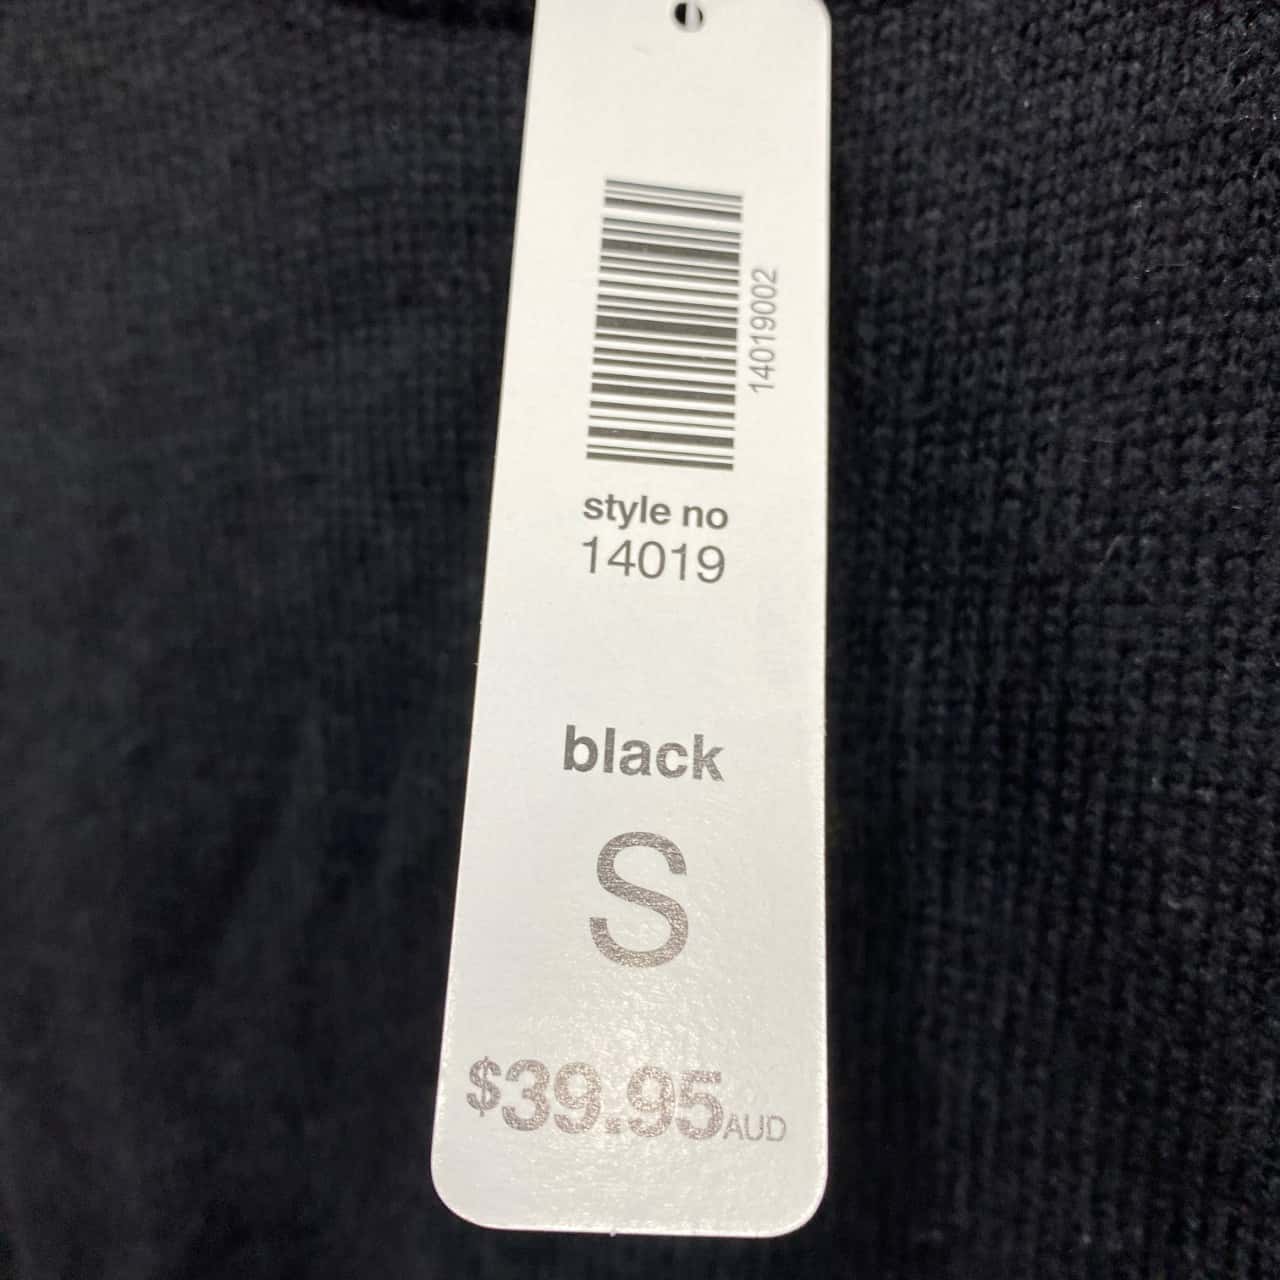 14019002
style no
14019
black
S
$39.95AUD